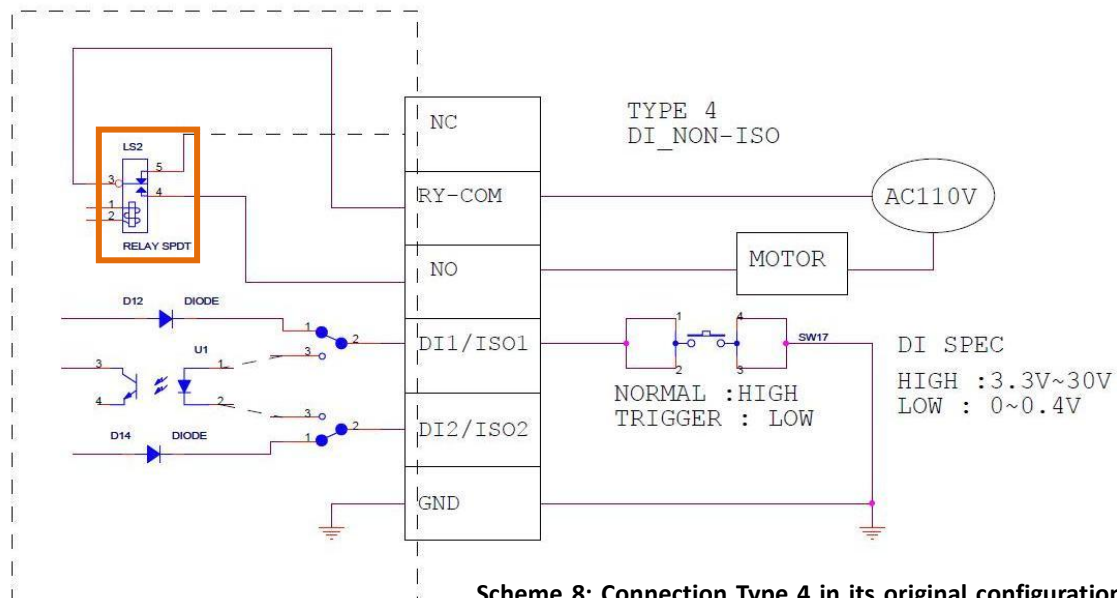 NC
RY-COM
NO
DI1/ISO1
DI2/ISO2
GND
TYPE 4
DI_NON-ISO
AC110V
MOTOR
LS2
3
5
4
1
2
RELAY SPDT
D12
DIODE
1
2
3
U1
3
4
1
2
3
2
1
D14
DIODE
1
4
2
3
SW17
NORMAL :HIGH
TRIGGER : LOW
DI SPEC
HIGH :3.3V~30V
LOW : 0~0.4V
Scheme 8: Connection Type 4 in its original configuration